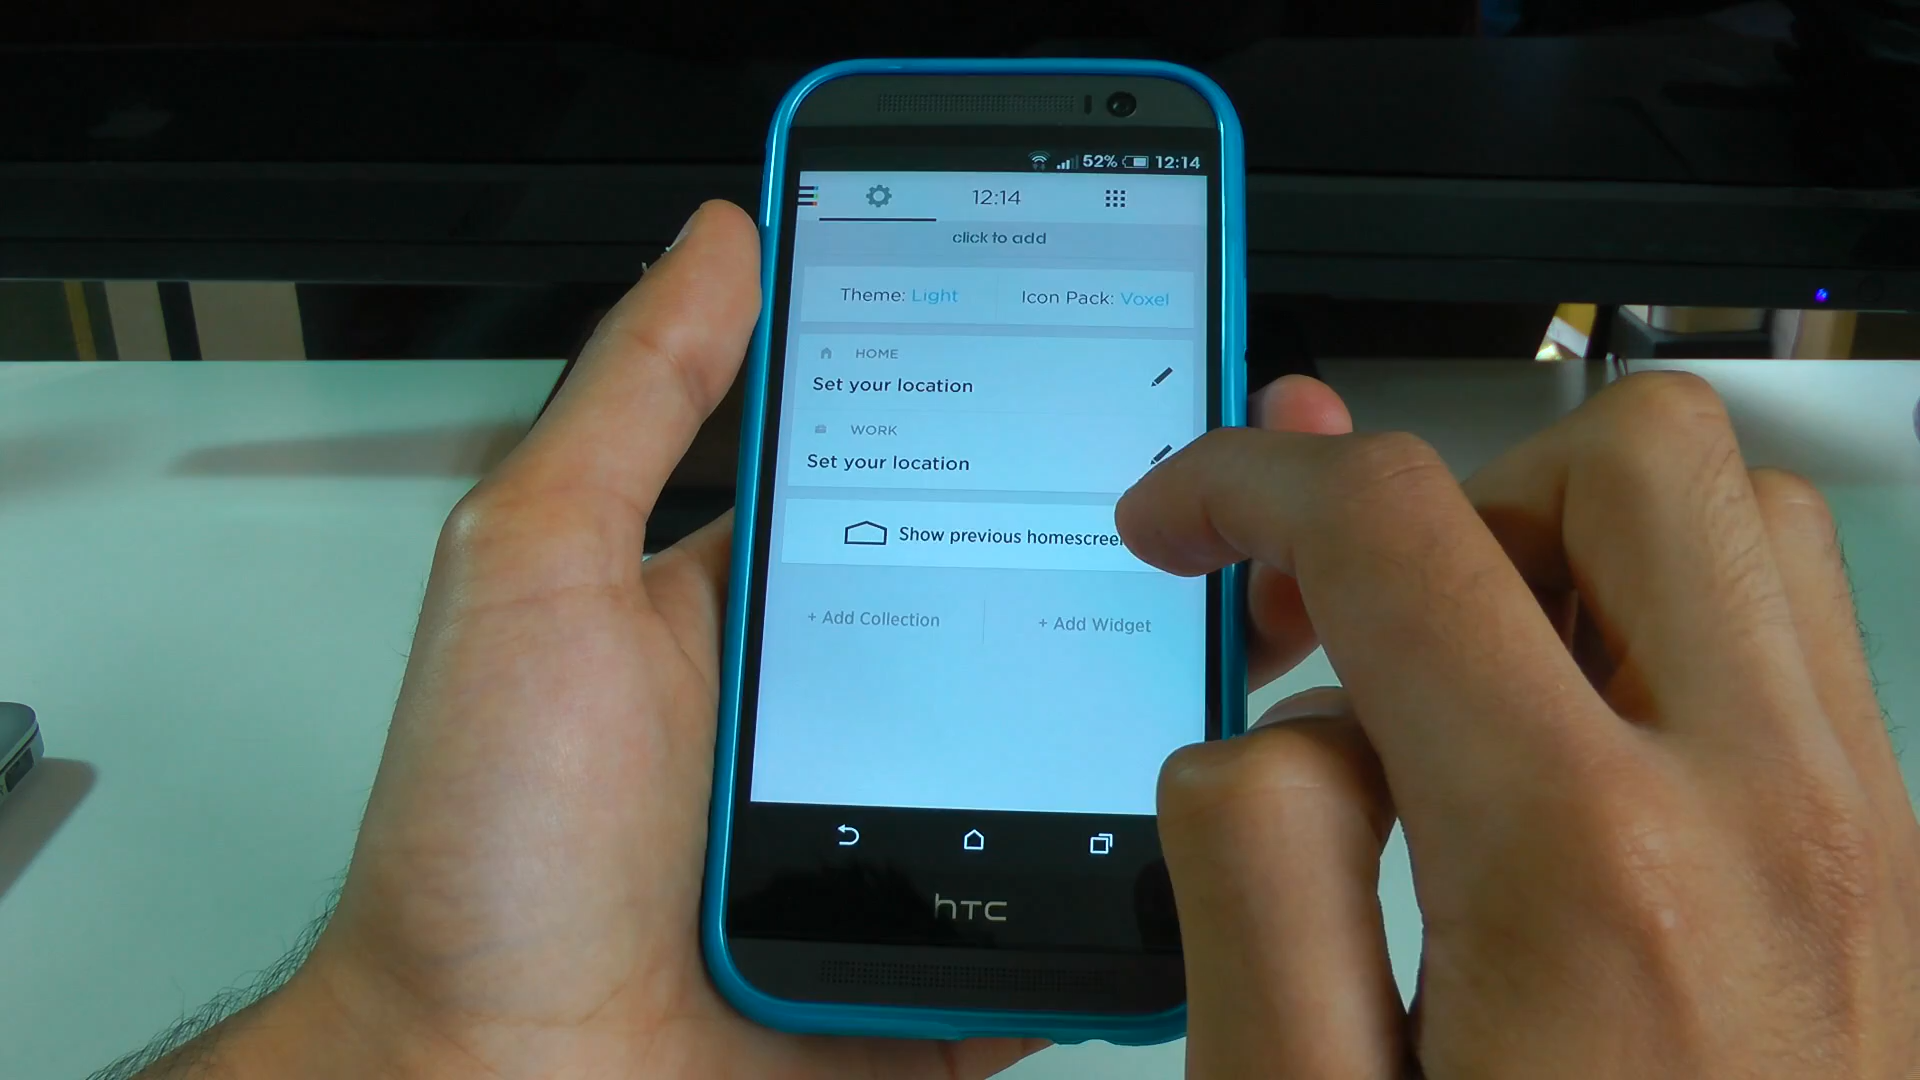 52% 12:14
12:14
click to add
Theme: Light Icon Pack: Voxel
HOME
Set your location
WORK
Set your location
Show previous homescreen
+ Add Collection + Add Widget
hTC